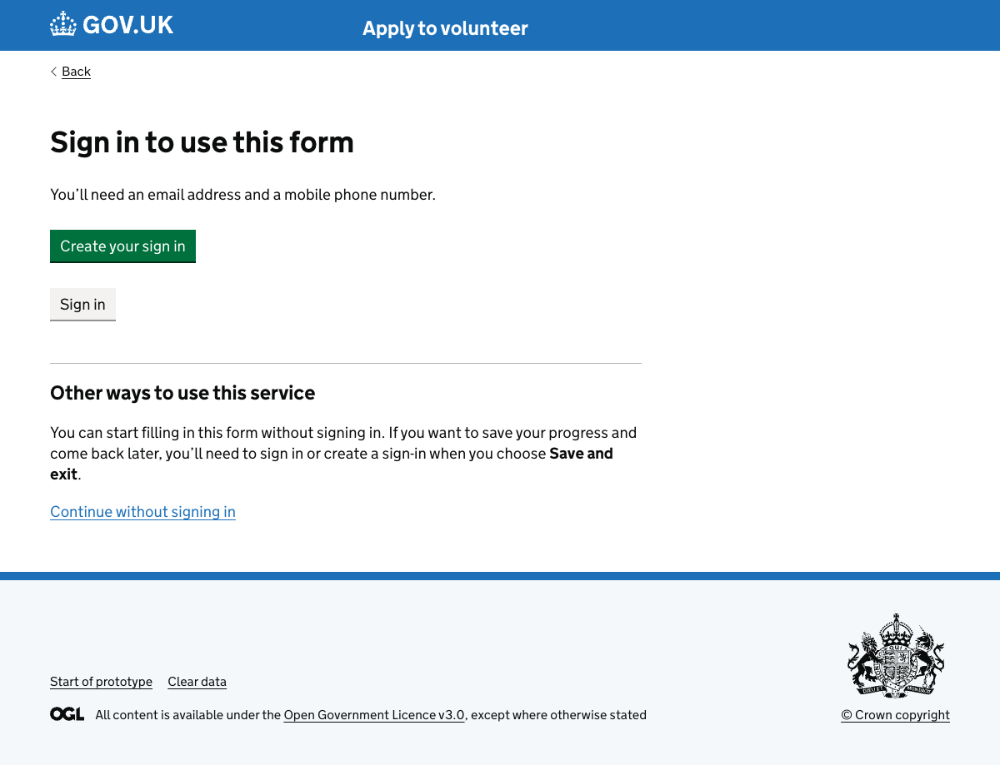 GOV.UK
Apply to volunteer
Back
Sign in to use this form
You’ll need an email address and a mobile phone number.
Create your sign in
Sign in
Other ways to use this service
You can start filling in this form without signing in. If you want to save your progress and
come back later, you’ll need to sign in or create a sign-in when you choose Save and
exit.
Continue without signing in
Start of prototype Clear data
OGL All content is available under the Open Government Licence v3.0, except where otherwise stated
© Crown copyright